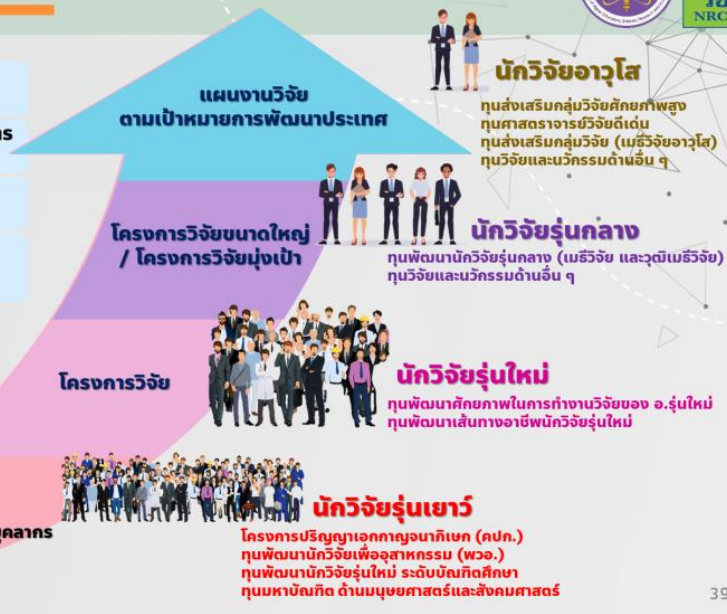 วช
NRC
นักวิจัยอาวุโส
ทุนส่งเสริมกลุ่มวิจัยศักยภาพสูง
ทุนศาสตราจารย์วิจัยดีเด่น
ทุนส่งเสริมกลุ่มวิจัย (เมธีวิจัยอาวุโส)
ทุนวิจัยและนวักรรมด้านอื่น ๆ
แผนงานวิจัย
ตามเป้าหมายการพัฒนาประเทศ
าร
นักวิจัยรุ่นกลาง
ทุนพัฒนานักวิจัยรุ่นกลาง (เมธีวิจัย และวุฒิเมธีวิจัย)
ทุนวิจัยและนวัตกรรมด้านอื่น ๆ
โครงการวิจัยขนาดใหญ่
/ โครงการวิจัยมุ่งเป้า
นักวิจัยรุ่นใหม่
ทุนพัฒนาศักยภาพในการทำงานวิจัยของ อ.รุ่นใหม่
ทุนพัฒนาเส้นทางอาชีพนักวิจัยรุ่นใหม่
โครงการวิจัย
นักวิจัยรุ่นเยาว์
โครงการปริญญาเอกกาญจนาภิเษก (คปก.)
ทุนพัฒนานักวิจัยเพื่ออุสาหกรรม (พวอ.)
ทุนพัฒนานักวิจัยรุ่นใหม่ ระดับบัณฑิตศึกษา
ทุนมหาบัณฑิต ด้านมนุษยศาสตร์และสังคมศาสตร์
ุคลากร
39